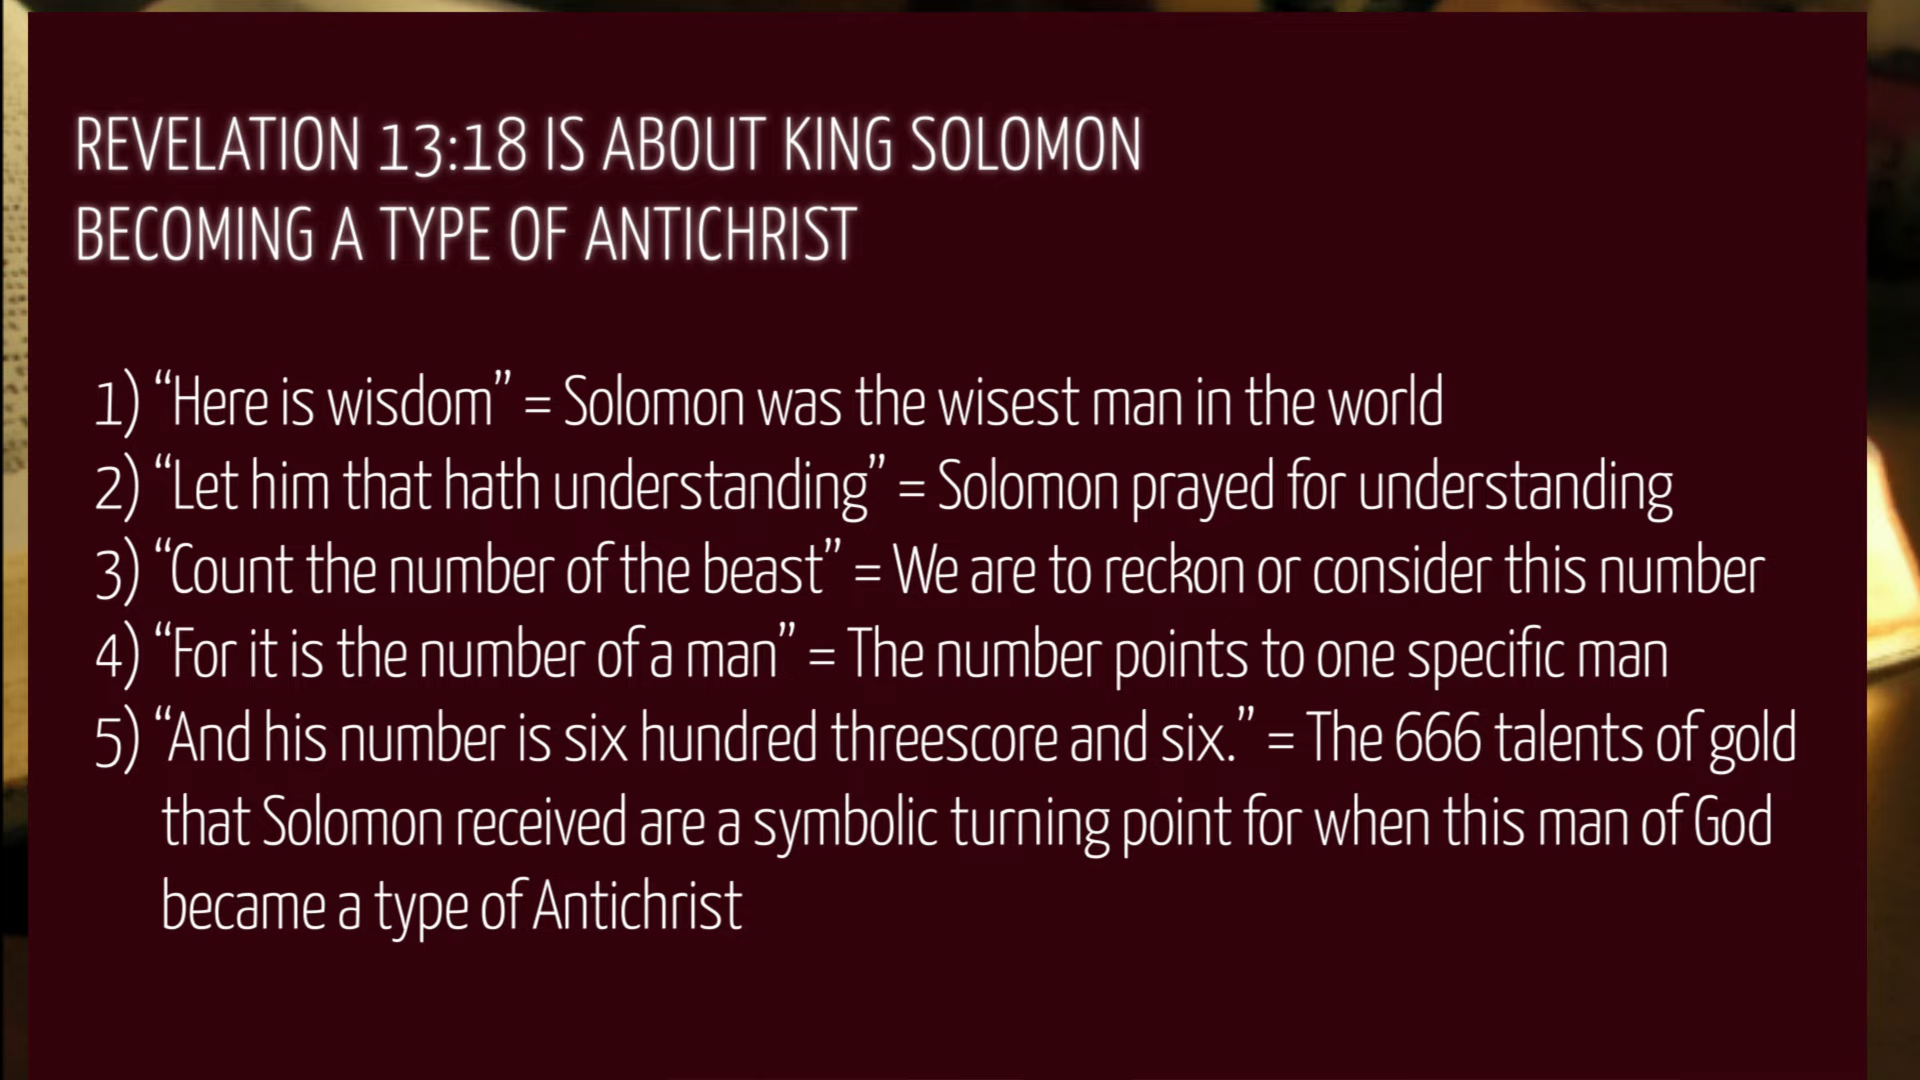 REVELATION 13:18 IS ABOUT KING SOLOMON
BECOMING A TYPE OF ANTICHRIST
1) “Here is wisdom” = Solomon was the wisest man in the world
2) “Let him that hath understanding” = Solomon prayed for understanding
3) “Count the number of the beast” = We are to reckon or consider this number
4) “For it is the number of a man” = The number points to one specific man
5) “And his number is six hundred threescore and six.” = The 666 talents of gold
that Solomon received are a symbolic turning point for when this man of God
became a type of Antichrist